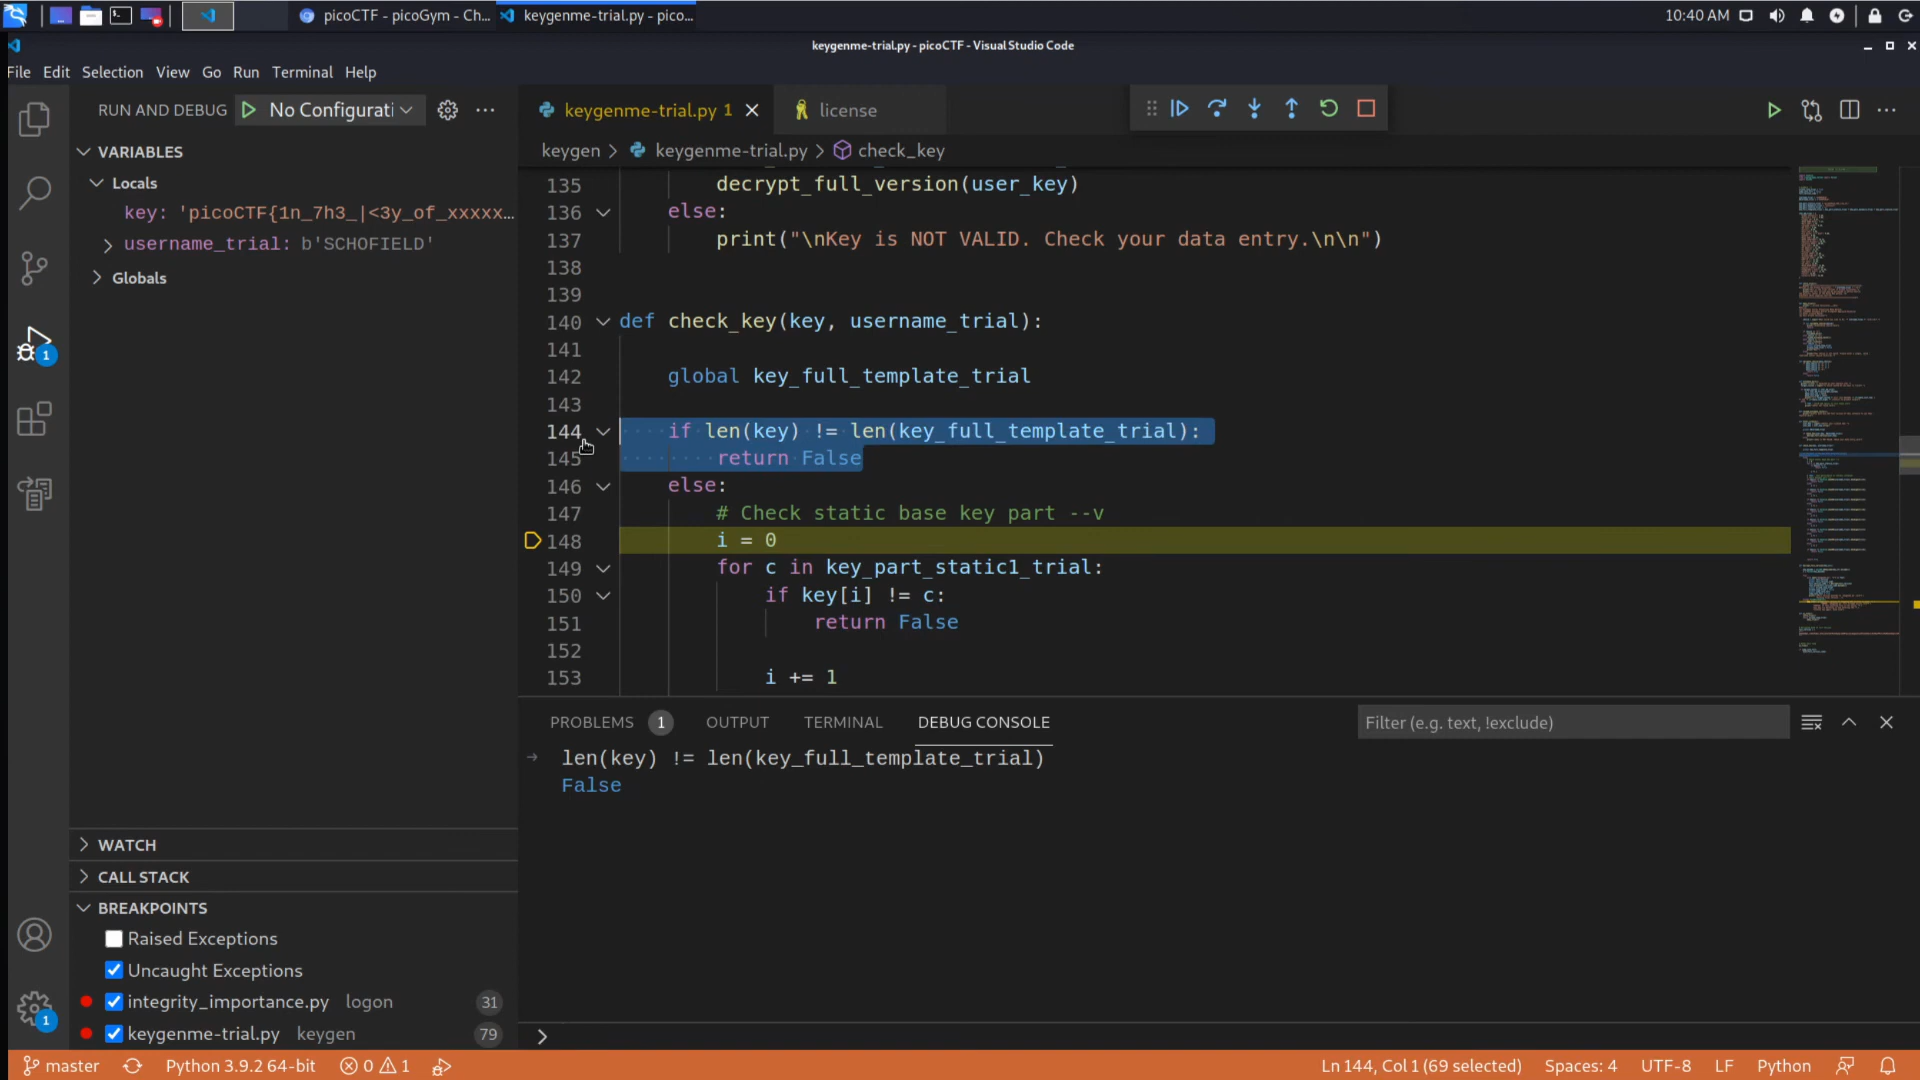 picoCTF - picoGym - Ch...
keygenme-trial.py - pico...
10:40 AM
keygenme-trial.py - picoCTF - Visual Studio Code
File Edit Selection View Go Run Terminal Help
RUN AND DEBUG No Configurati
keygenme-trial.py 1
license
keygen > keygenme-trial.py > check_key
VARIABLES
Locals
key: 'picoCTF{1n_7h3_|<3y_of_xxxxx...
username_trial: b'SCHOFIELD'
Globals
135 decrypt_full_version(user_key)
136 else:
137 print("\nKey is NOT VALID. Check your data entry.\n\n")
138
139
140 def check_key(key, username_trial):
141
142 global key_full_template_trial
143
144 if len(key) != len(key_full_template_trial):
145 return False
146 else:
147 # Check static base key part --v
148 i = 0
149 for c in key_part_static1_trial:
150 if key[i] != c:
151 return False
152
153 i += 1
PROBLEMS 1 OUTPUT TERMINAL DEBUG CONSOLE
Filter (e.g. text, !exclude)
len(key) != len(key_full_template_trial)
False
WATCH
CALL STACK
BREAKPOINTS
Raised Exceptions
Uncaught Exceptions
integrity_importance.py logon 31
keygenme-trial.py keygen 79
1
1
master Python 3.9.2 64-bit 0 1
Ln 144, Col 1 (69 selected) Spaces: 4 UTF-8 LF Python